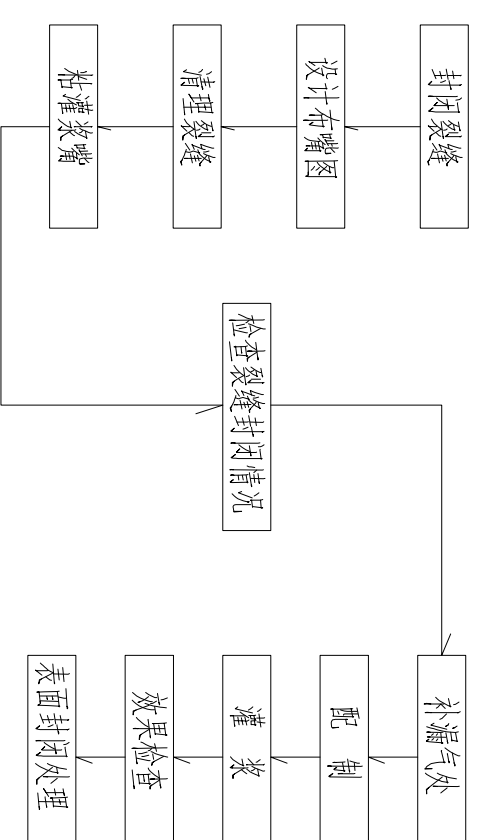 封闭裂缝
设计布嘴图
清理裂缝
粘灌浆嘴
检查裂缝封闭情况
补漏气处
配 制
灌 浆
效果检查
表面封闭处理